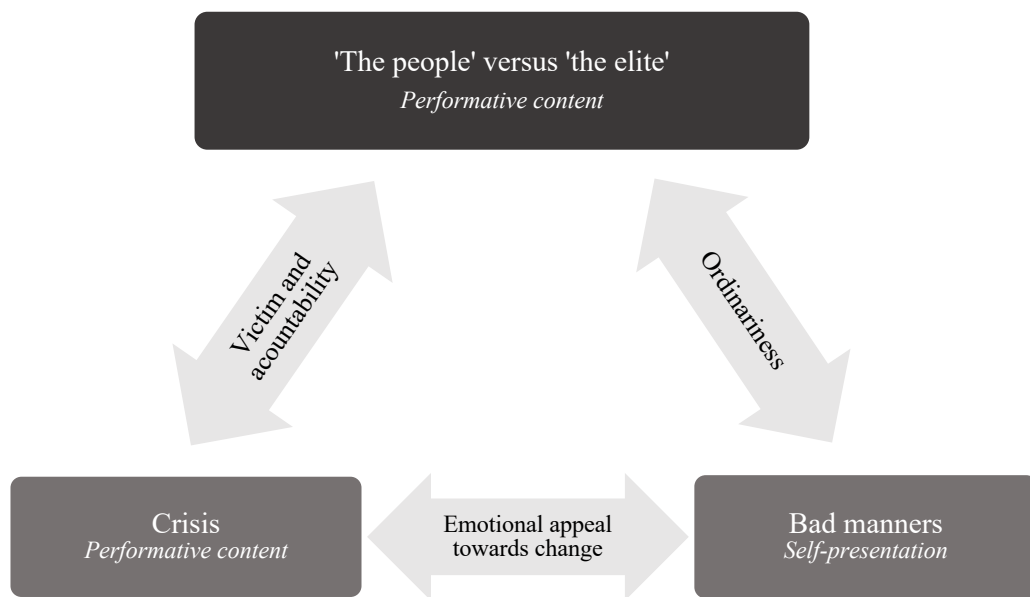 'The people' versus 'the elite'
Performative content
Victim and
acountability
Ordinariness
Crisis
Performative content
Emotional appeal
towards change
Bad manners
Self-presentation